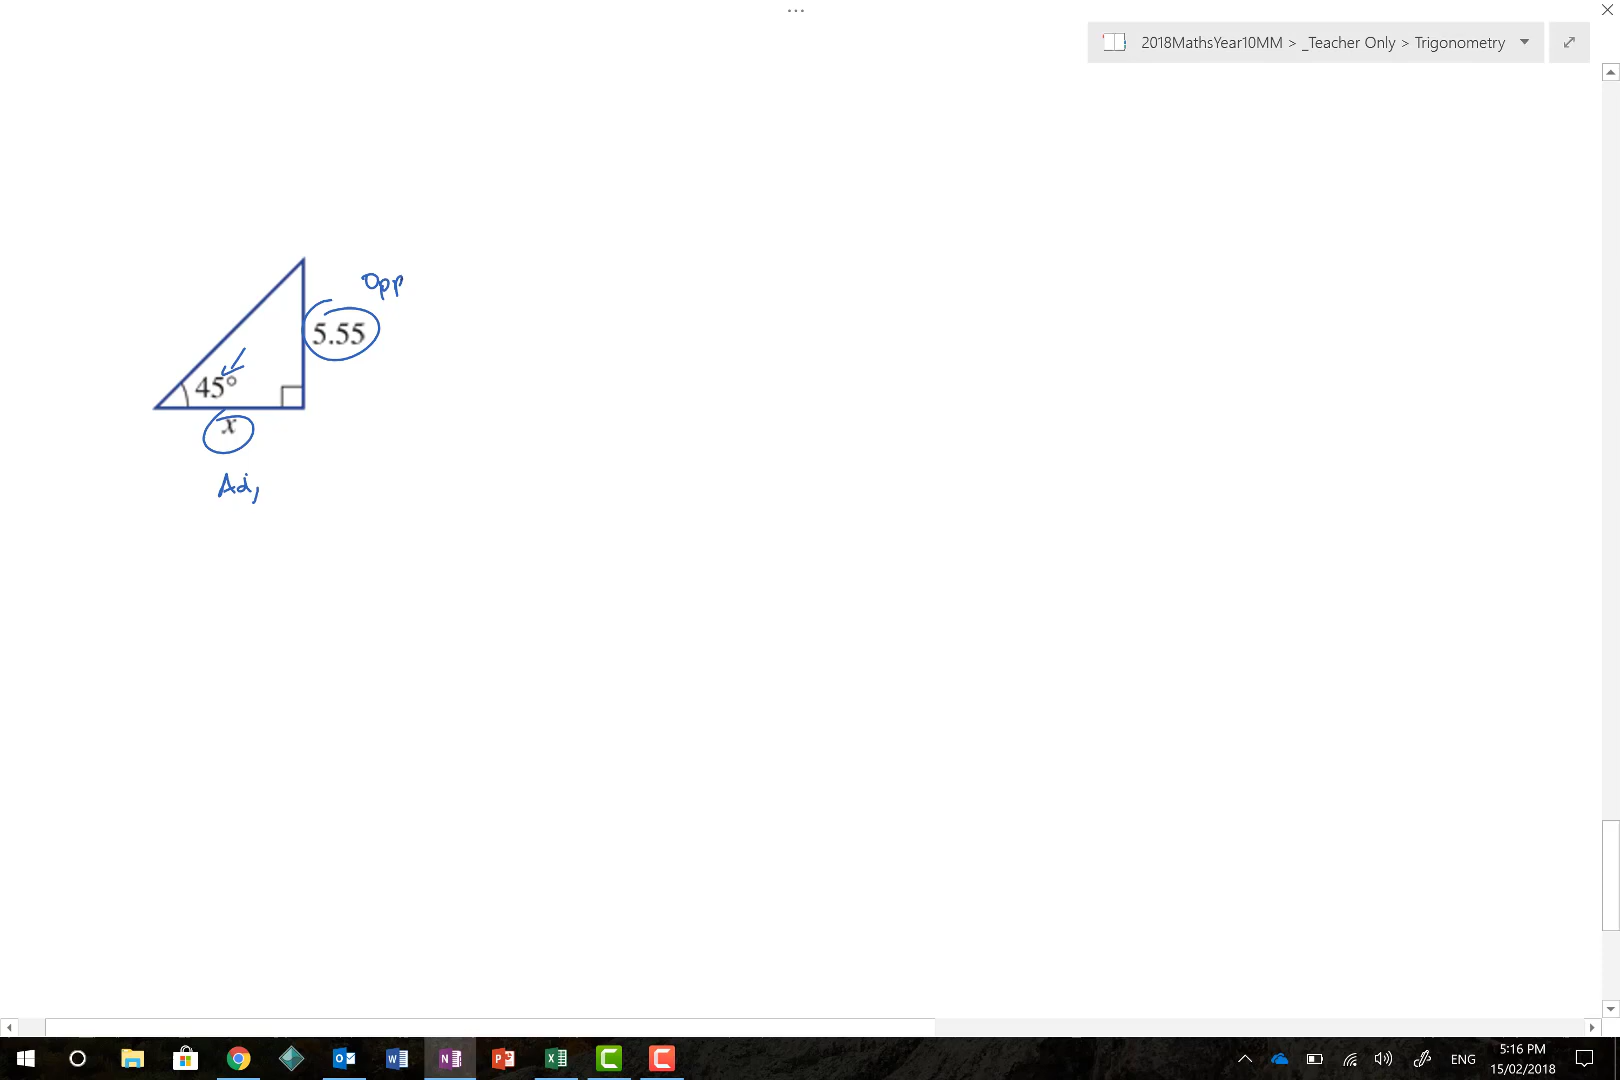 2018MathsYear10MM > _Teacher Only > Trigonometry
Opp
5.55
45°
x
Adj
ENG
5:16 PM
15/02/2018